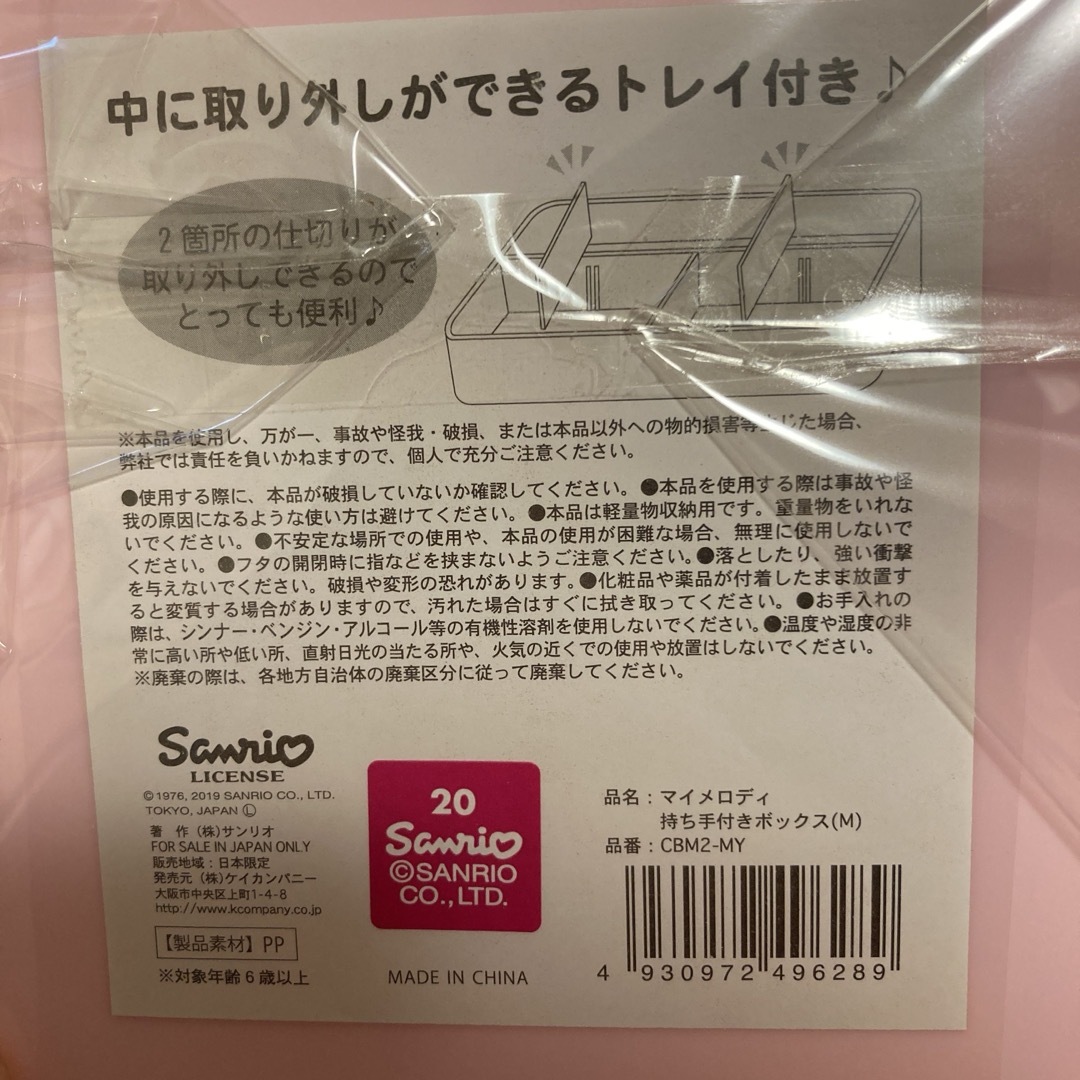 中に取り外しができるトレイ付き♪
2箇所の仕切りが
取り外しできるので
とっても便利♪
※本品を使用し、万が一、事故や怪我・破損、または本品以外への物的損害等生じた場合、
弊社では責任を負いかねますので、個人で充分ご注意ください。
●使用する際に、本品が破損していないか確認してください。●本品を使用する際は事故や怪
我の原因になるような使い方は避けてください。●本品は軽量物収納用です。重量物をいれな
いでください。●不安定な場所での使用や、本品の使用が困難な場合、無理に使用しないで
ください。●フタの開閉時に指などを挟まないようご注意ください。●落としたり、強い衝撃
を与えないでください。破損や変形の恐れがあります。●化粧品や薬品が付着したまま放置す
ると変質する場合がありますので、汚れた場合はすぐに拭き取ってください。●お手入れの
際は、シンナー・ベンジン・アルコール等の有機性溶剤を使用しないでください。●温度や湿度の非
常に高い所や低い所、直射日光の当たる所や、火気の近くでの使用や放置はしないでください。
※廃棄の際は、各地方自治体の廃棄区分に従って廃棄してください。
Sanrio
LICENSE
©1976, 2019 SANRIO CO., LTD.
TOKYO, JAPAN Ⓛ
著 作 (株)サンリオ
FOR SALE IN JAPAN ONLY
販売地域:日本限定
発売元 (株)ケイカンパニー
大阪市中央区上町1-4-8
http://www.kcompany.co.jp
【製品素材】PP
※対象年齢6歳以上
20
Sanrio
©SANRIO
CO.,LTD.
MADE IN CHINA
品名:マイメロディ
持ち手付きボックス(M)
品番:CBM2-MY
4 930972 496289